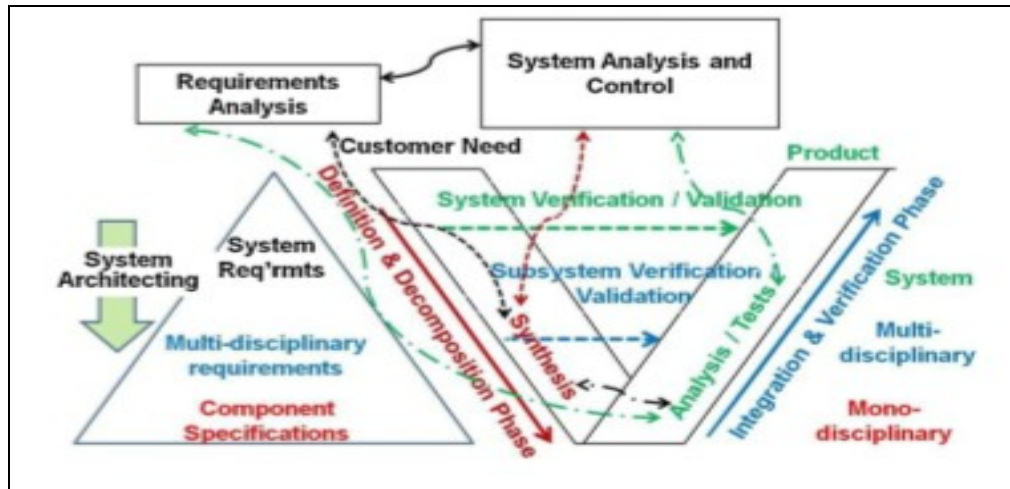 Requirements
Analysis
System Analysis and
Control
Customer Need
Product
System Verification / Validation
Definition & Decomposition Phase
System
Architecting
System
Req'rmts
Subsystem Verification
Validation
System
Multi-disciplinary
requirements
Synthesis
Analysis / Tests
Integration & Verification Phase
Multi-
disciplinary
Component
Specifications
Mono-
disciplinary